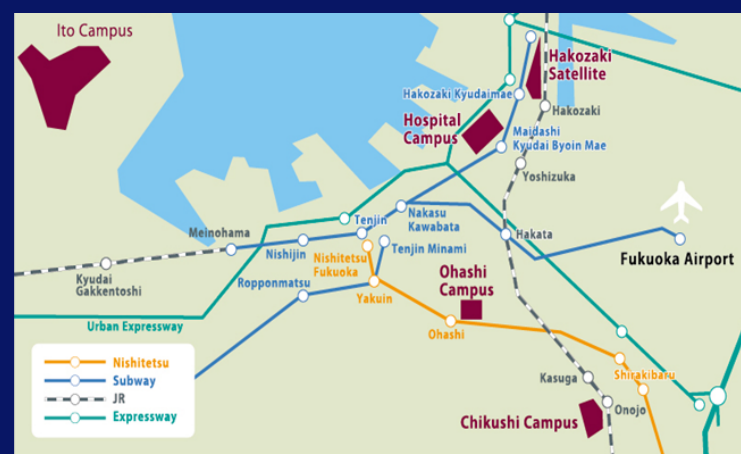 Ito Campus
Hakozaki
Satellite
Hakozaki Kyudaimae
Hakozaki
Hospital
Campus
Maidashi
Kyudai Byoin Mae
Yoshizuka
Nakasu
Kawabata
Tenjin
Meinohama
Nishijin
Nishitetsu
Fukuoka
Tenjin Minami
Hakata
Fukuoka Airport
Kyudai
Gakkentoshi
Ropponmatsu
Yakuin
Ohashi
Campus
Urban Expressway
Ohashi
Nishitetsu
Subway
JR
Expressway
Shirakibaru
Kasuga
Onojo
Chikushi Campus